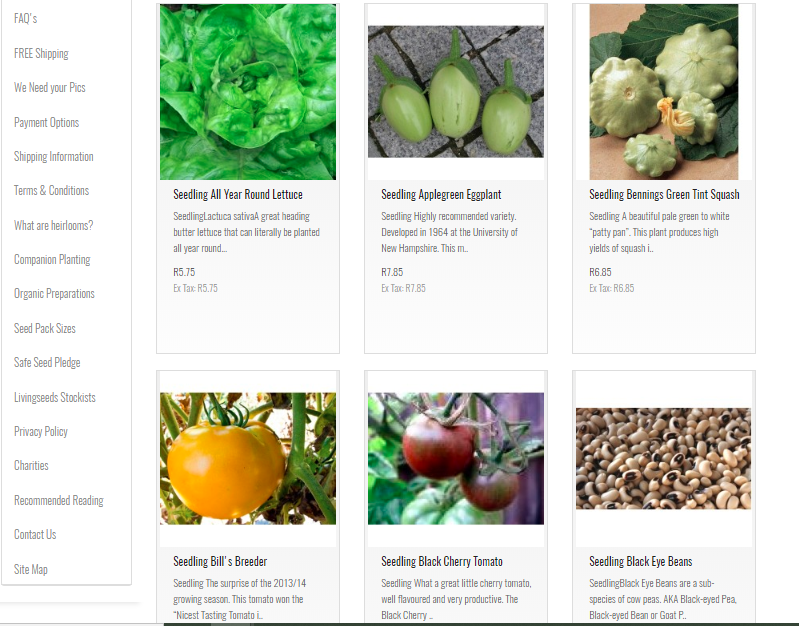 FAQ's
FREE Shipping
We Need your Pics
Payment Options
Shipping Information
Terms & Conditions
What are heirlooms?
Companion Planting
Organic Preparations
Seed Pack Sizes
Safe Seed Pledge
Livingseeds Stockists
Privacy Policy
Charities
Recommended Reading
Contact Us
Site Map
Seedling All Year Round Lettuce
SeedlingLactuca sativaA great heading
butter lettuce that can literally be planted
all year round...
R5.75
Ex Tax: R5.75
Seedling Applegreen Eggplant
Seedling Highly recommended variety.
Developed in 1964 at the University of
New Hampshire. This m..
R7.85
Ex Tax: R7.85
Seedling Bennings Green Tint Squash
Seedling A beautiful pale green to white
"patty pan". This plant produces high
yields of squash i..
R6.85
Ex Tax: R6.85
Seedling Bill's Breeder
Seedling The surprise of the 2013/14
growing season. This tomato won the
"Nicest Tasting Tomato i..
Seedling Black Cherry Tomato
Seedling What a great little cherry tomato,
well flavoured and very productive. The
Black Cherry ..
Seedling Black Eye Beans
SeedlingBlack Eye Beans are a sub-
species of cow peas. AKA Black-eyed Pea,
Black-eyed Bean or Goat P..